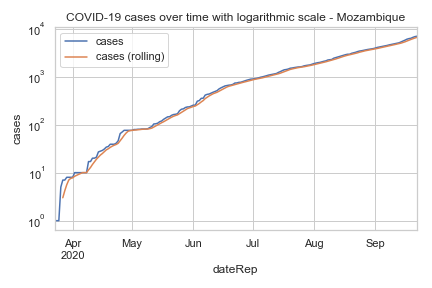 COVID-19 cases over time with logarithmic scale - Mozambique
cases
cases (rolling)
10⁴
10³
10²
10¹
10⁰
cases
Apr
2020
May
Jun
Jul
Aug
Sep
dateRep